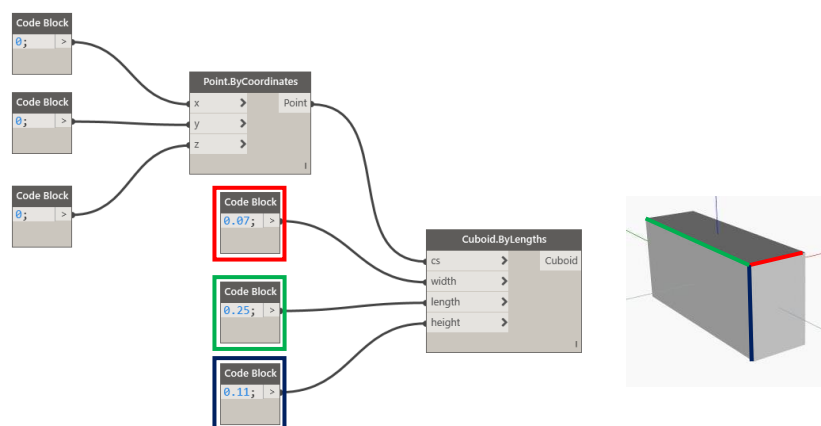 Code Block
0; >
Code Block
0; >
Code Block
0; >
Point.ByCoordinates
x > Point
y >
z >
Code Block
0.07; >
Code Block
0.25; >
Code Block
0.11; >
Cuboid.ByLengths
cs > Cuboid
width >
length >
height >